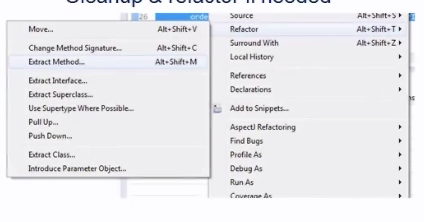 Cleanup & refactor if needed
26 orde
Move... Alt+Shift+V
Change Method Signature... Alt+Shift+C
Extract Method... Alt+Shift+M
Extract Interface...
Extract Superclass...
Use Supertype Where Possible...
Pull Up...
Push Down...
Extract Class...
Introduce Parameter Object...
Source Alt+Shift+S
Refactor Alt+Shift+T
Surround With Alt+Shift+Z
Local History
References
Declarations
Add to Snippets...
AspectJ Refactoring
Find Bugs
Profile As
Debug As
Run As
Coverage As